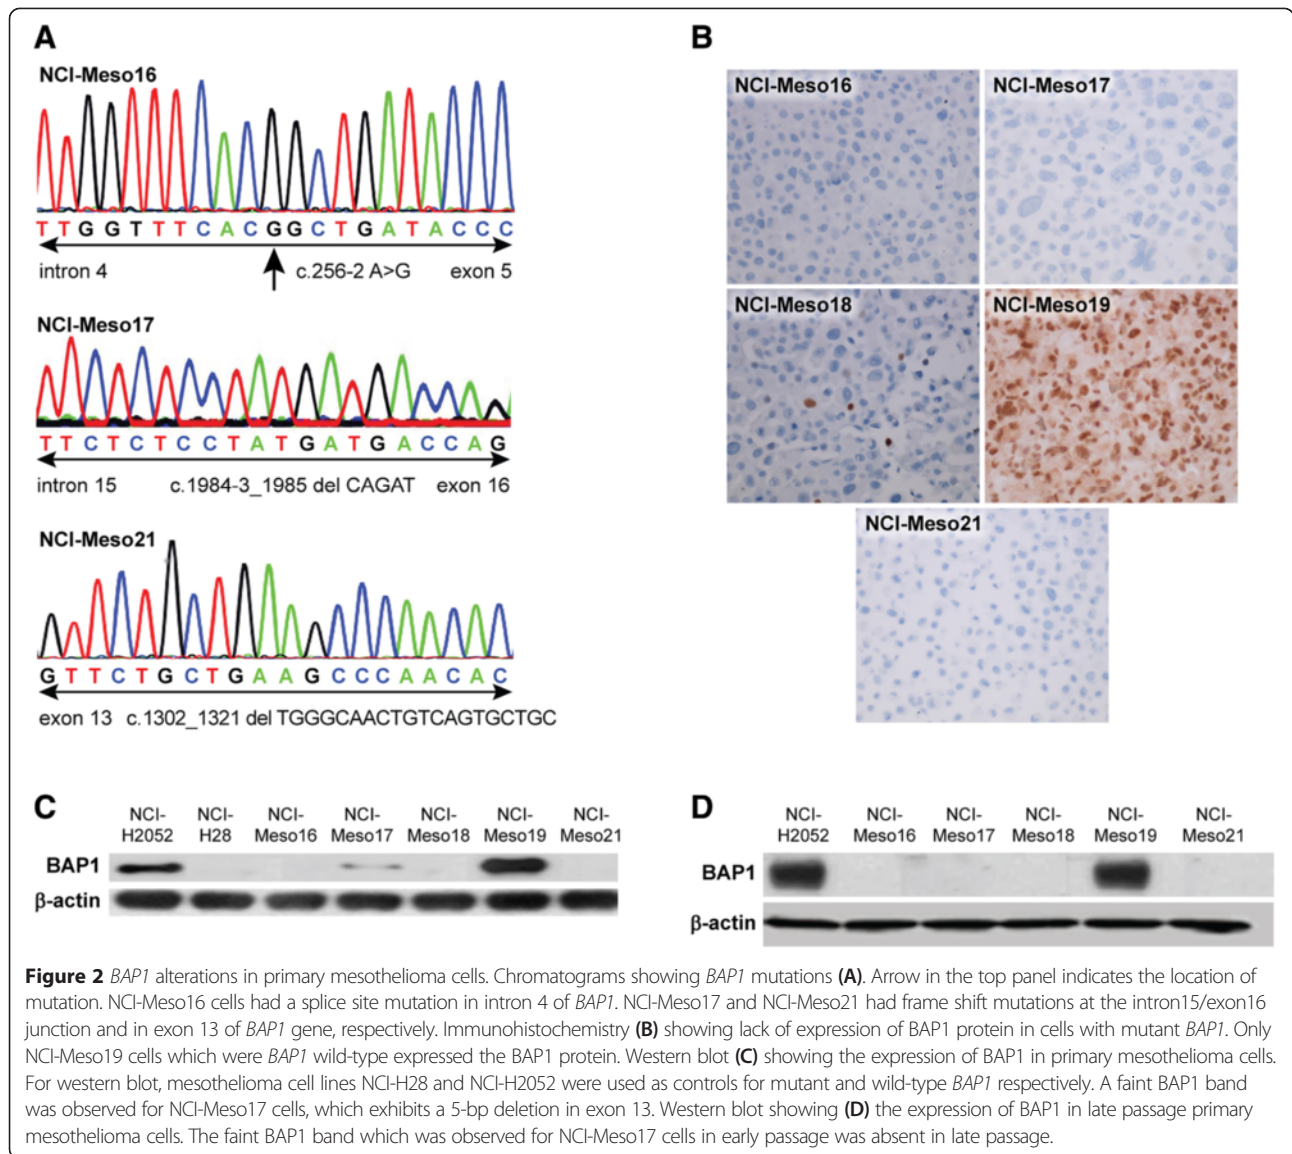 A
NCI-Meso16
T T G G T T T C A C G G C T G A T A C C C
intron 4 c.256-2 A>G exon 5
NCI-Meso17
T T C T C T C C T A T G A T G A C C A G
intron 15 c.1984-3_1985 del CAGAT exon 16
NCI-Meso21
G T T C T G C T G A A G C C C A A C A C
exon 13 c.1302_1321 del TGGGCAACTGTCAGTGCTGC
B
NCI-Meso16 NCI-Meso17
NCI-Meso18 NCI-Meso19
NCI-Meso21
C
NCI-H2052 NCI-H28 NCI-Meso16 NCI-Meso17 NCI-Meso18 NCI-Meso19 NCI-Meso21
BAP1
β-actin
D
NCI-H2052 NCI-Meso16 NCI-Meso17 NCI-Meso18 NCI-Meso19 NCI-Meso21
BAP1
β-actin
Figure 2 BAP1 alterations in primary mesothelioma cells. Chromatograms showing BAP1 mutations (A). Arrow in the top panel indicates the location of
mutation. NCI-Meso16 cells had a splice site mutation in intron 4 of BAP1. NCI-Meso17 and NCI-Meso21 had frame shift mutations at the intron15/exon16
junction and in exon 13 of BAP1 gene, respectively. Immunohistochemistry (B) showing lack of expression of BAP1 protein in cells with mutant BAP1. Only
NCI-Meso19 cells which were BAP1 wild-type expressed the BAP1 protein. Western blot (C) showing the expression of BAP1 in primary mesothelioma cells.
For western blot, mesothelioma cell lines NCI-H28 and NCI-H2052 were used as controls for mutant and wild-type BAP1 respectively. A faint BAP1 band
was observed for NCI-Meso17 cells, which exhibits a 5-bp deletion in exon 13. Western blot showing (D) the expression of BAP1 in late passage primary
mesothelioma cells. The faint BAP1 band which was observed for NCI-Meso17 cells in early passage was absent in late passage.